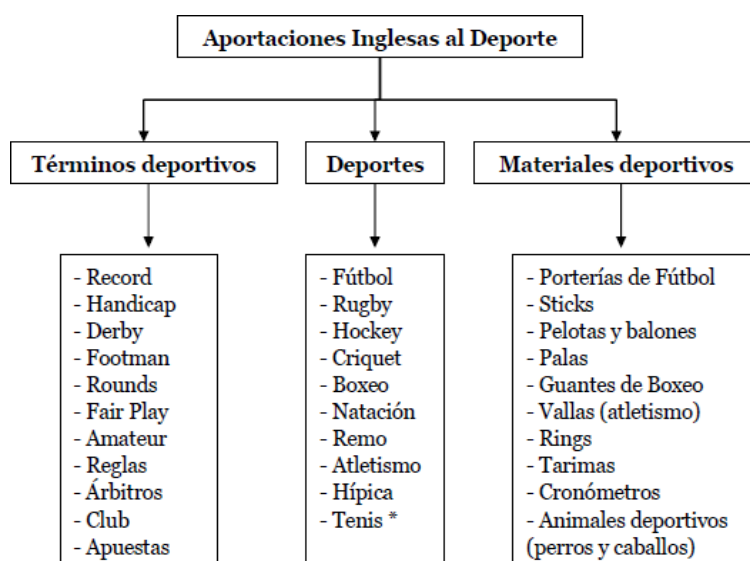 Aportaciones Inglesas al Deporte
Términos deportivos
Deportes
Materiales deportivos
- Record
- Handicap
- Derby
- Footman
- Rounds
- Fair Play
- Amateur
- Reglas
- Árbitros
- Club
- Apuestas
- Fútbol
- Rugby
- Hockey
- Criquet
- Boxeo
- Natación
- Remo
- Atletismo
- Hípica
- Tenis *
- Porterías de Fútbol
- Sticks
- Pelotas y balones
- Palas
- Guantes de Boxeo
- Vallas (atletismo)
- Rings
- Tarimas
- Cronómetros
- Animales deportivos
(perros y caballos)